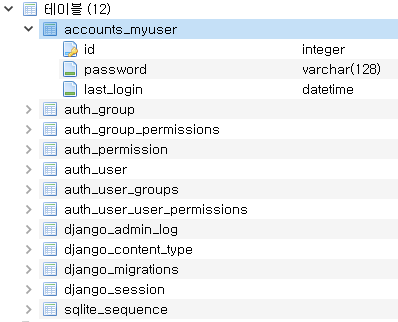 테이블 (12)
accounts_myuser
id integer
password varchar(128)
last_login datetime
auth_group
auth_group_permissions
auth_permission
auth_user
auth_user_groups
auth_user_user_permissions
django_admin_log
django_content_type
django_migrations
django_session
sqlite_sequence